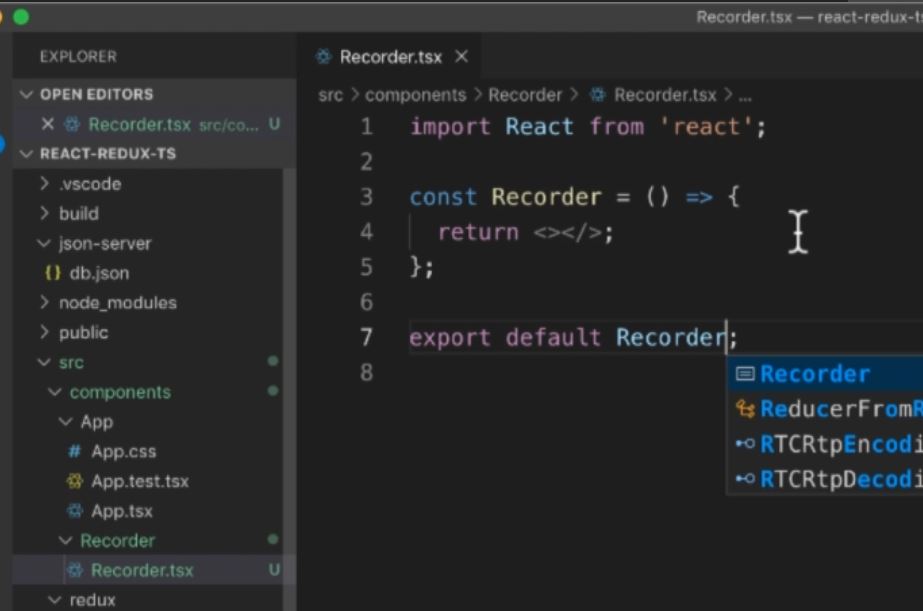 Recorder.tsx — react-redux-ts
EXPLORER
OPEN EDITORS
Recorder.tsx src/co... U
REACT-REDUX-TS
.vscode
build
json-server
{} db.json
node_modules
public
src
components
App
# App.css
App.test.tsx
App.tsx
Recorder
Recorder.tsx U
redux
Recorder.tsx
src > components > Recorder > Recorder.tsx > ...
1 import React from 'react';
2
3 const Recorder = () => {
4 return <></>;
5 };
6
7 export default Recorder;
8
Recorder
ReducerFromR
RTCRtpEncodi
RTCRtpDecodi